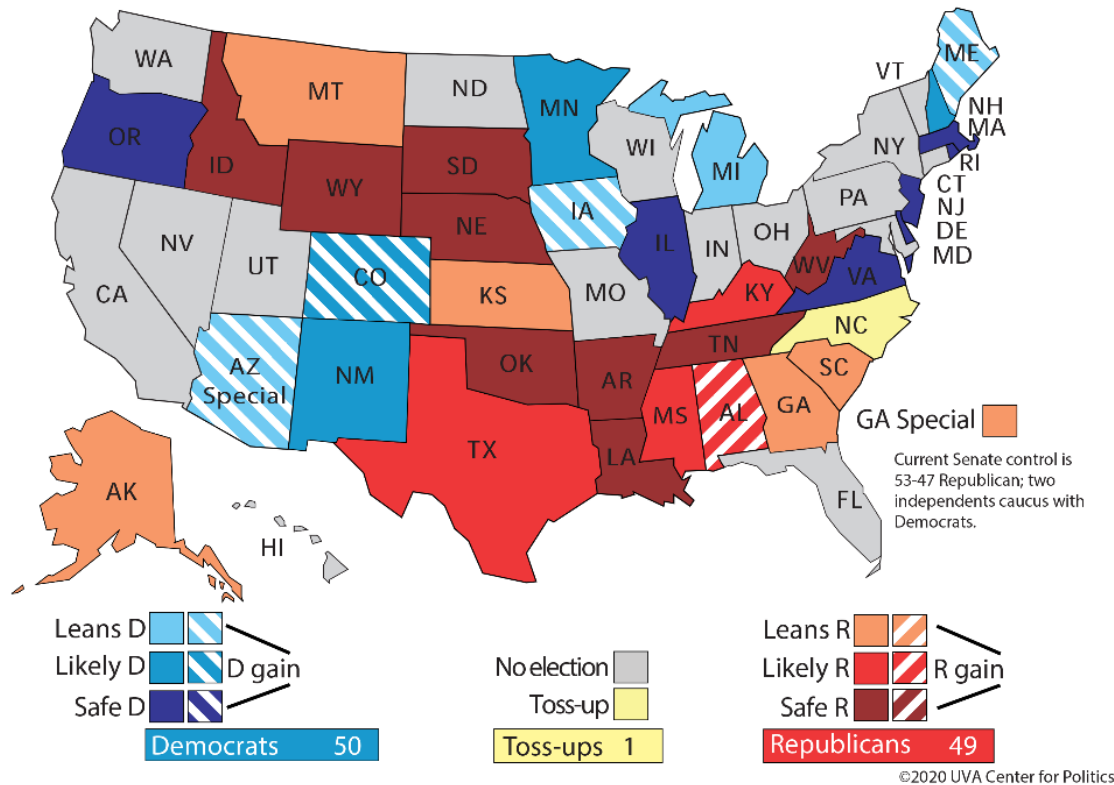 WA
MT
ND
MN
ME
VT
NH
MA
OR
ID
WY
SD
WI
MI
NY
RI
CT
NJ
DE
MD
NV
UT
CO
NE
IA
IL
IN
OH
PA
WV
VA
CA
KS
MO
KY
NC
AZ
Special
NM
OK
AR
TN
SC
TX
LA
MS
AL
GA
FL
AK
HI
GA Special
Current Senate control is
53-47 Republican; two
independents caucus with
Democrats.
Leans D
Likely D
D gain
Safe D
Democrats 50
No election
Toss-up
Toss-ups 1
Leans R
Likely R
R gain
Safe R
Republicans 49
©2020 UVA Center for Politics